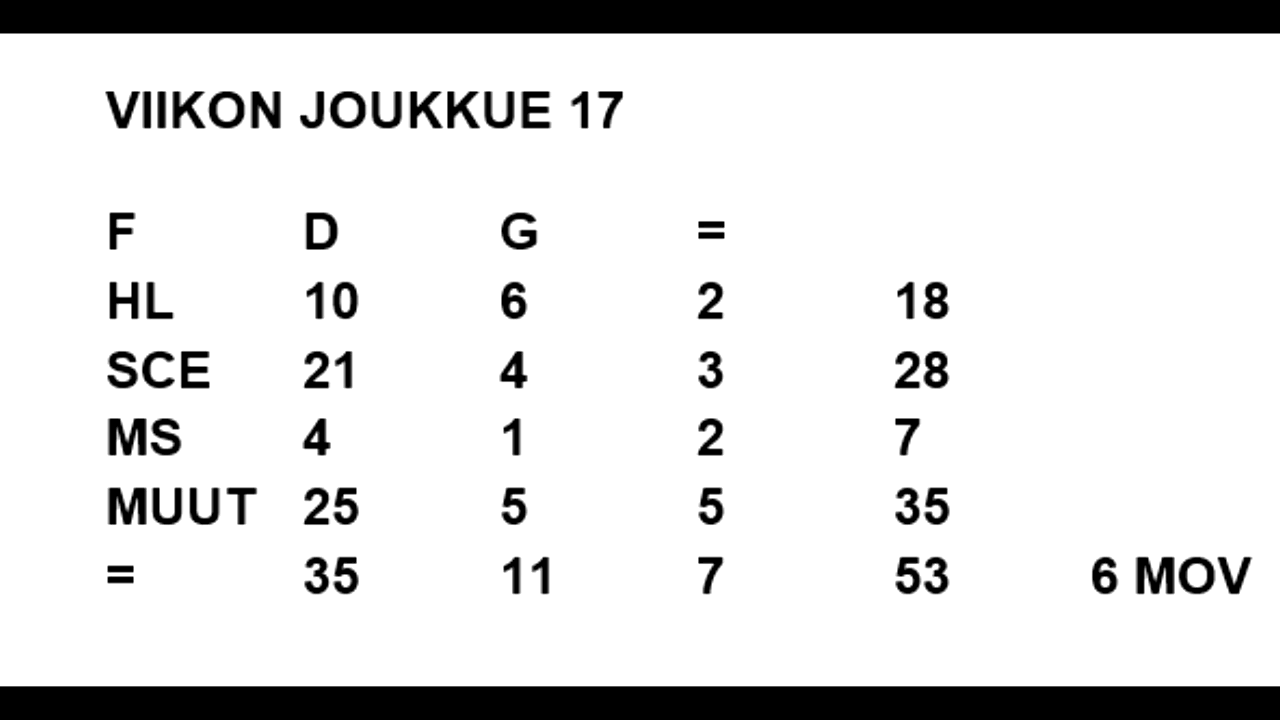 VIIKON JOUKKUE 17
F D G =
HL 10 6 2 18
SCE 21 4 3 28
MS 4 1 2 7
MUUT 25 5 5 35
= 35 11 7 53 6 MOV